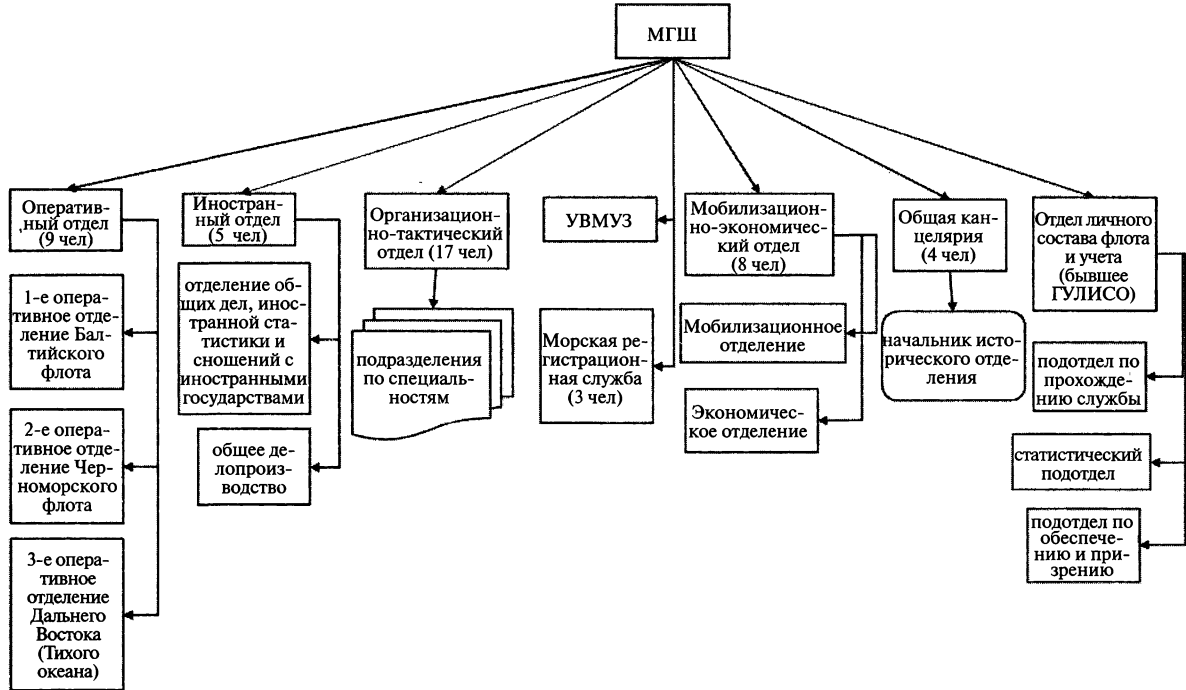 МГШ
Оператив-
ный отдел
(9 чел)
1-е опера-
тивное отде-
ление Бал-
тийского
флота
2-е опера-
тивное отде-
ление Чер-
номорского
флота
3-е опера-
тивное
отделение
Дальнего
Востока
(Тихого
океана)
Иностран-
ный отдел
(5 чел)
отделение об-
щих дел, ино-
странной ста-
тистики и
сношений с
иностранными
государствами
общее де-
лопроиз-
водство
Организацион-
но-тактический
отдел (17 чел)
подразделения
по специаль-
ностям
УВМУЗ
Морская ре-
гистрацион-
ная служба
(3 чел)
Мобилизацион-
но-экономичес-
кий отдел
(8 чел)
Мобилизационное
отделение
Экономичес-
кое отделение
Общая кан-
целярия
(4 чел)
начальник исто-
рического отде-
ления
Отдел личного
состава флота
и учета
(бывшее
ГУЛИСО)
подотдел по
прохожде-
нию службы
статистический
подотдел
подотдел по
обеспече-
нию и при-
зрению